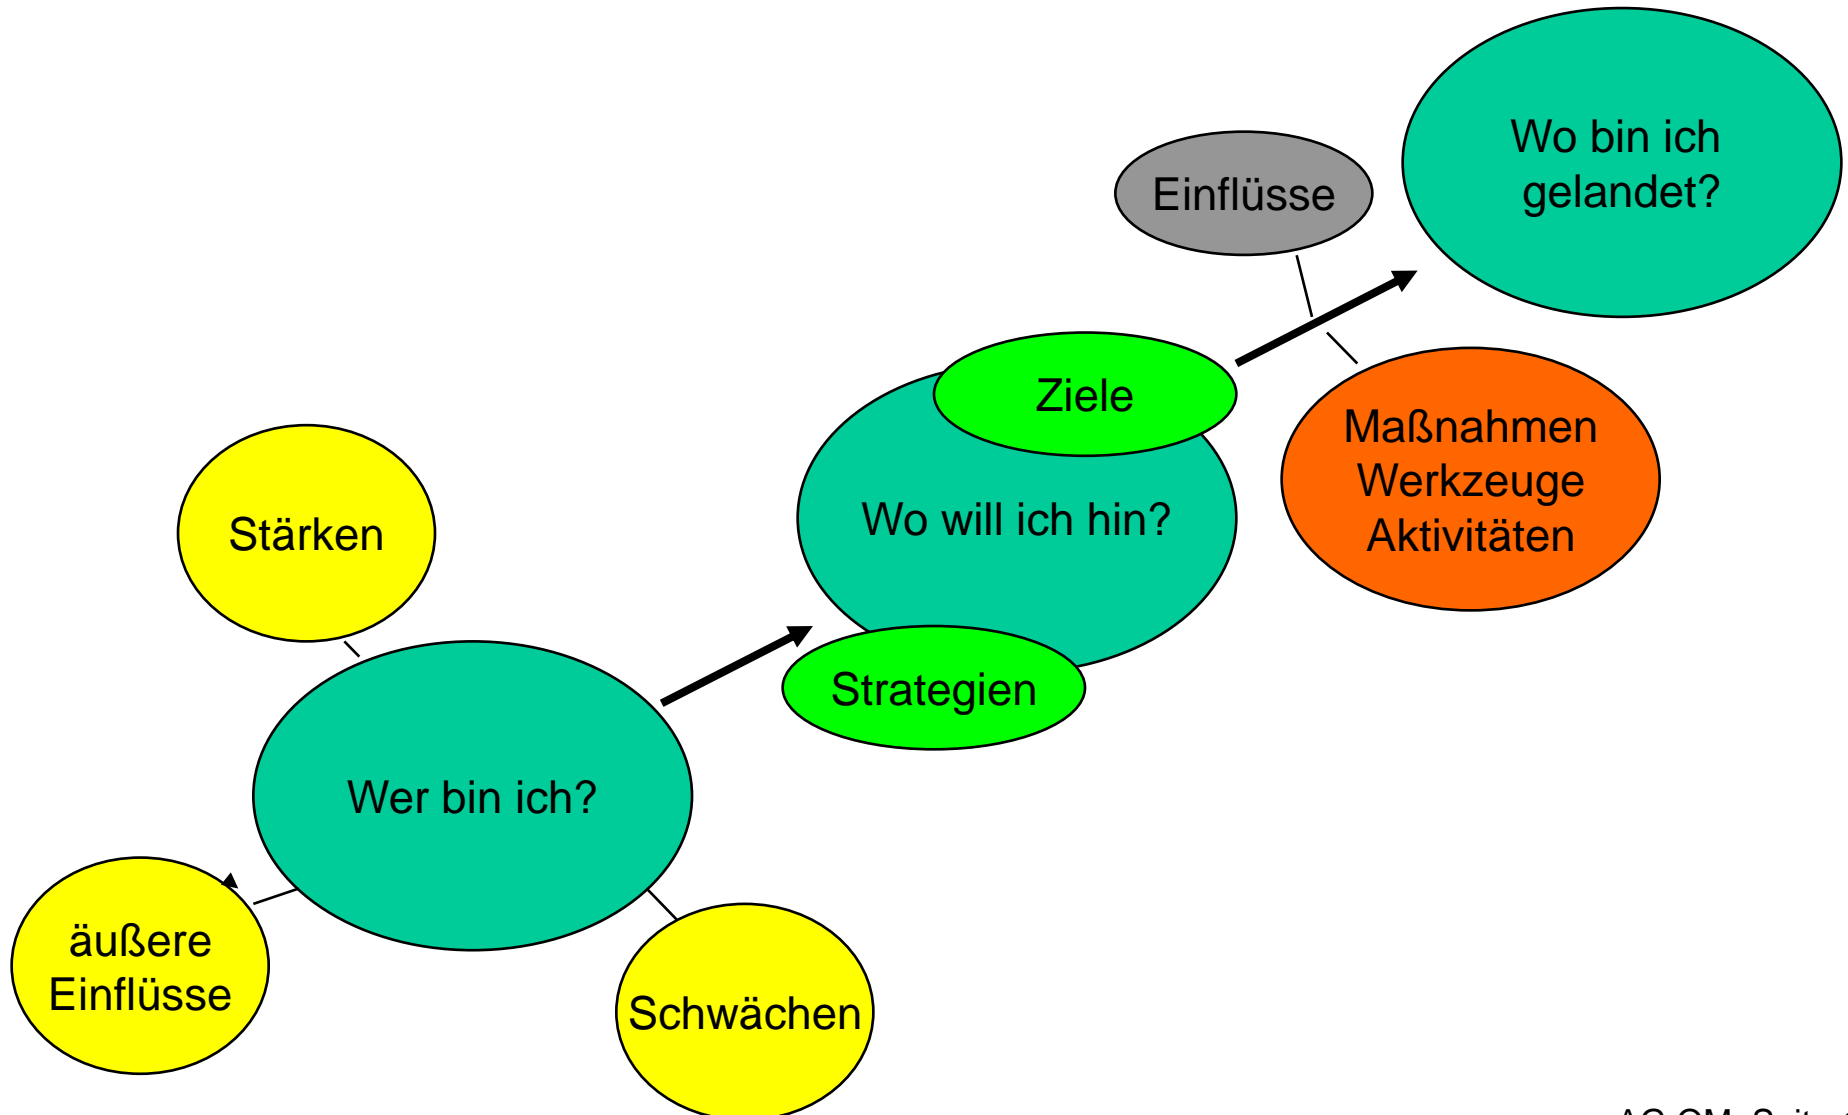 Wo bin ich
gelandet?
Einflüsse
Ziele
Maßnahmen
Werkzeuge
Aktivitäten
Wo will ich hin?
Stärken
Strategien
Wer bin ich?
äußere
Einflüsse
Schwächen